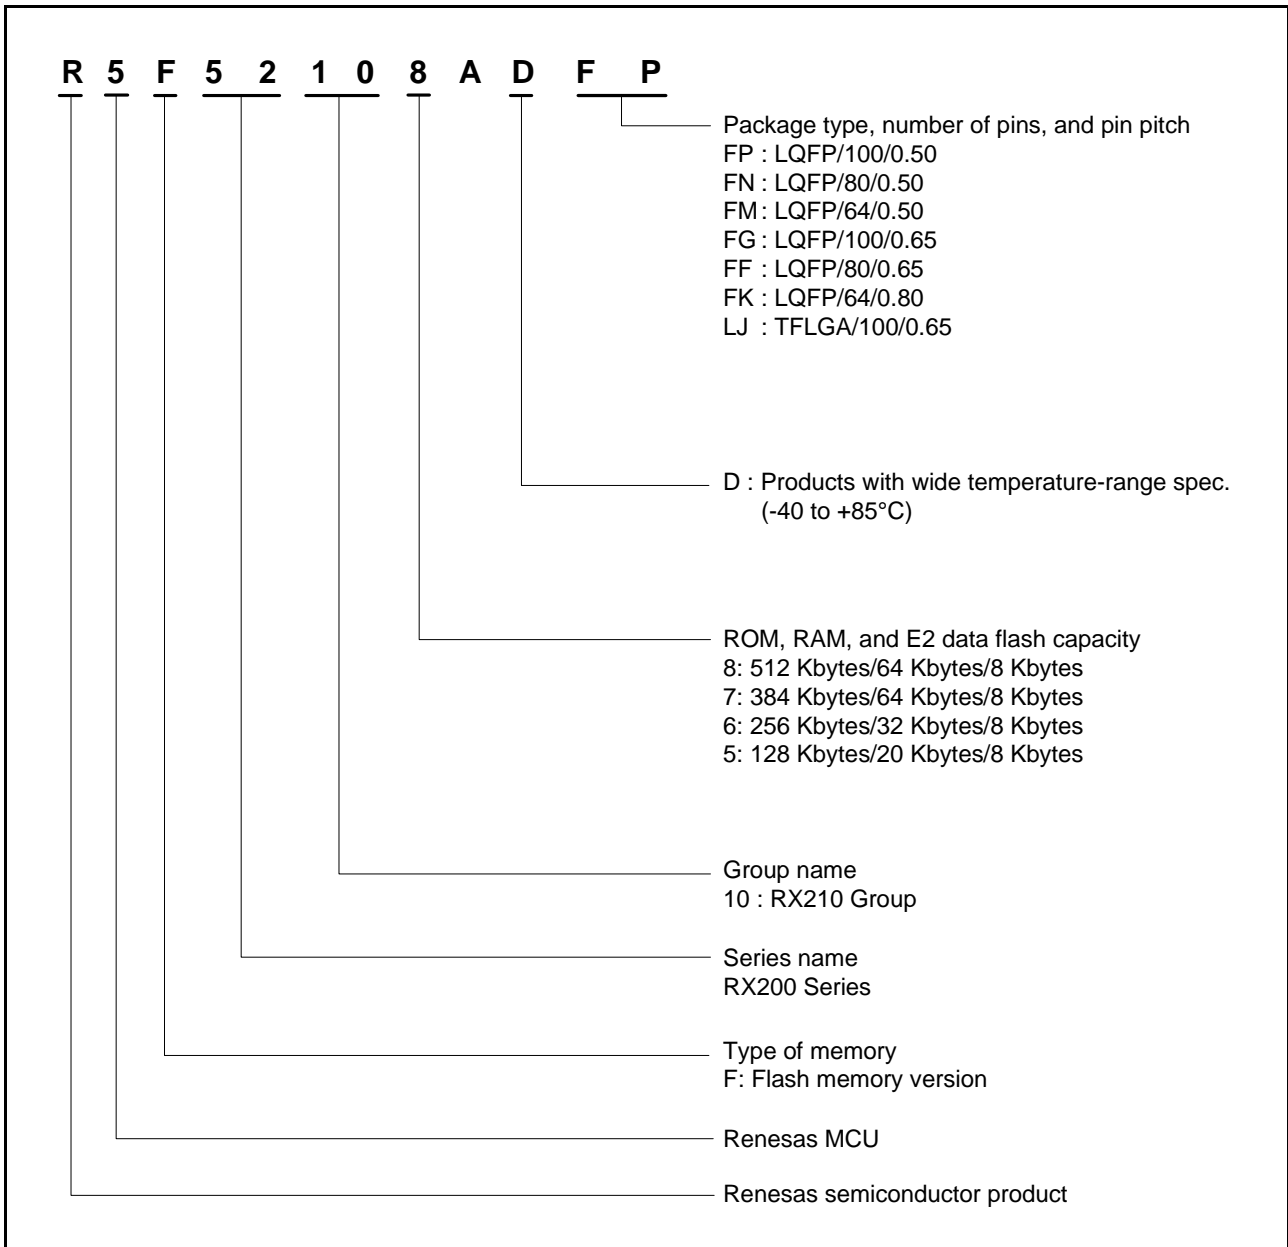 R 5 F 5 2 1 0 8 A D F P
Package type, number of pins, and pin pitch
FP : LQFP/100/0.50
FN : LQFP/80/0.50
FM : LQFP/64/0.50
FG : LQFP/100/0.65
FF : LQFP/80/0.65
FK : LQFP/64/0.80
LJ : TFLGA/100/0.65
D : Products with wide temperature-range spec.
(-40 to +85°C)
ROM, RAM, and E2 data flash capacity
8: 512 Kbytes/64 Kbytes/8 Kbytes
7: 384 Kbytes/64 Kbytes/8 Kbytes
6: 256 Kbytes/32 Kbytes/8 Kbytes
5: 128 Kbytes/20 Kbytes/8 Kbytes
Group name
10 : RX210 Group
Series name
RX200 Series
Type of memory
F: Flash memory version
Renesas MCU
Renesas semiconductor product